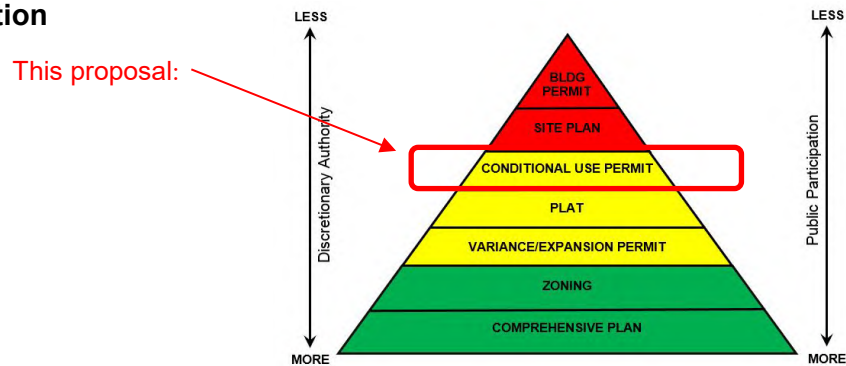 tion
LESS
LESS
This proposal:
BLDG
PERMIT
SITE PLAN
CONDITIONAL USE PERMIT
PLAT
VARIANCE/EXPANSION PERMIT
ZONING
COMPREHENSIVE PLAN
Discretionary Authority
Public Participation
MORE
MORE